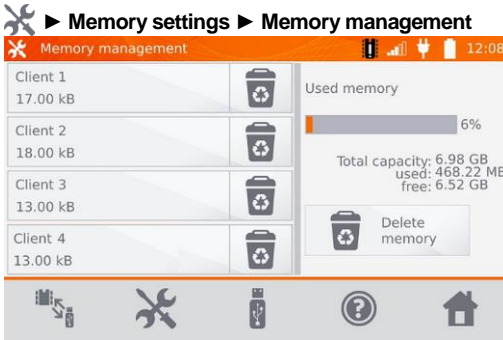 ► Memory settings ► Memory management
Memory management
12:08
Client 1
17.00 kB
Client 2
18.00 kB
Client 3
13.00 kB
Client 4
13.00 kB
Used memory
6%
Total capacity: 6.98 GB
used: 468.22 MB
free: 6.52 GB
Delete
memory